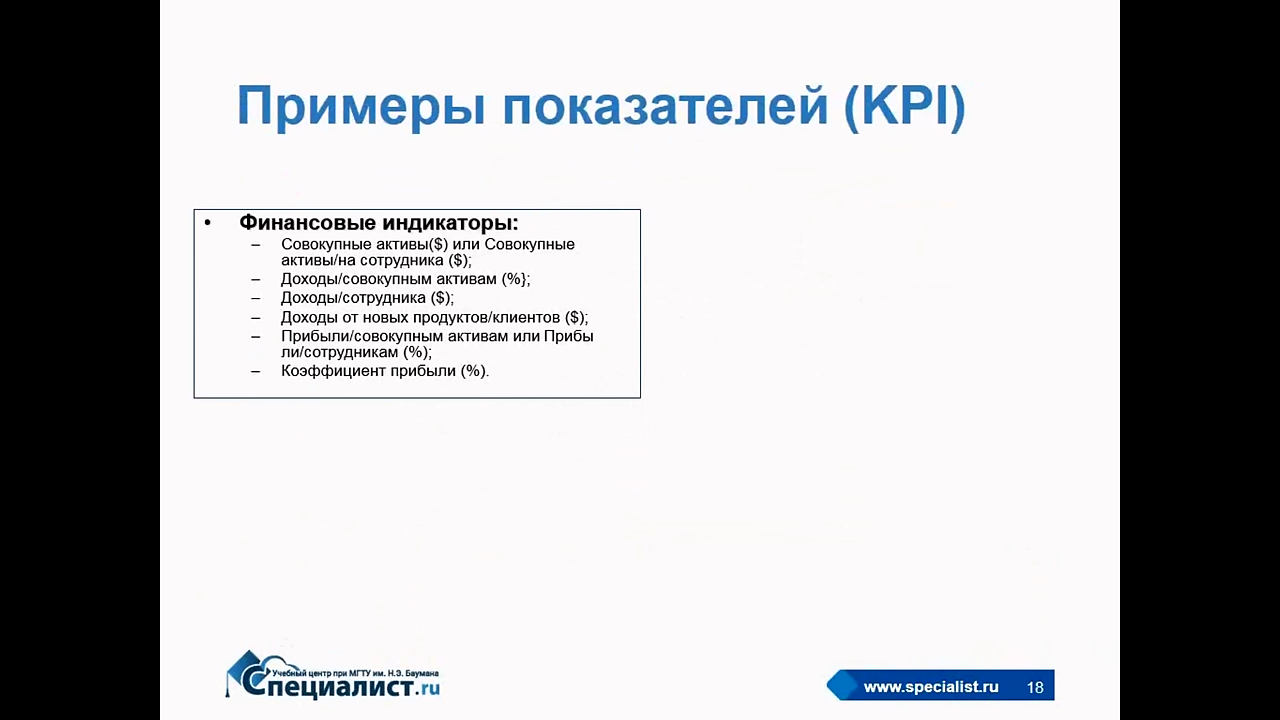 Примеры показателей (KPI)
• Финансовые индикаторы:
– Совокупные активы($) или Совокупные
активы/на сотрудника ($);
– Доходы/совокупным активам (%};
– Доходы/сотрудника ($);
– Доходы от новых продуктов/клиентов ($);
– Прибыли/совокупным активам или Прибы
ли/сотрудникам (%);
– Коэффициент прибыли (%).
Учебный центр при МГТУ им. Н.Э. Баумана
Специалист.ru
www.specialist.ru 18